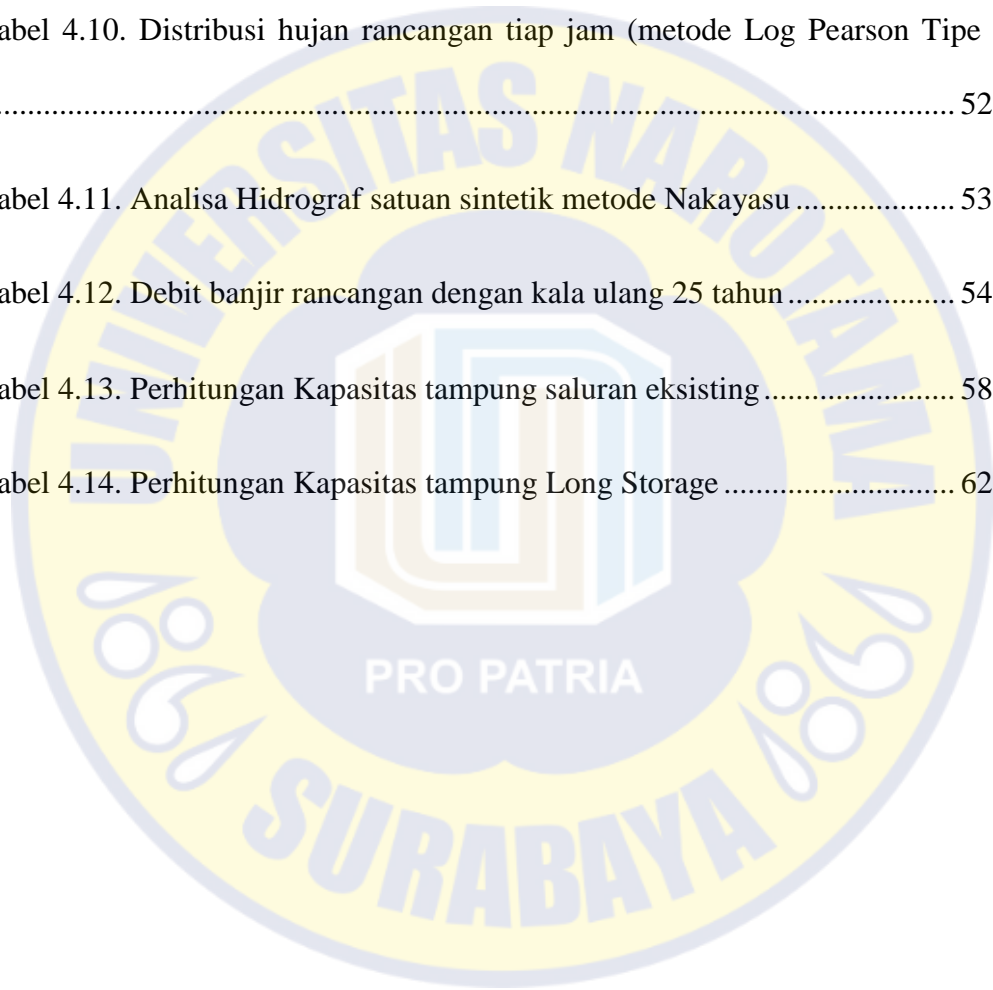 abel 4.10. Distribusi hujan rancangan tiap jam (metode Log Pearson Tipe
.................................................................................................................. 52
abel 4.11. Analisa Hidrograf satuan sintetik metode Nakayasu ................... 53
abel 4.12. Debit banjir rancangan dengan kala ulang 25 tahun .................... 54
abel 4.13. Perhitungan Kapasitas tampung saluran eksisting ....................... 58
abel 4.14. Perhitungan Kapasitas tampung Long Storage ............................ 62
UNIVERSITAS NAROTAMA
PRO PATRIA
SURABAYA